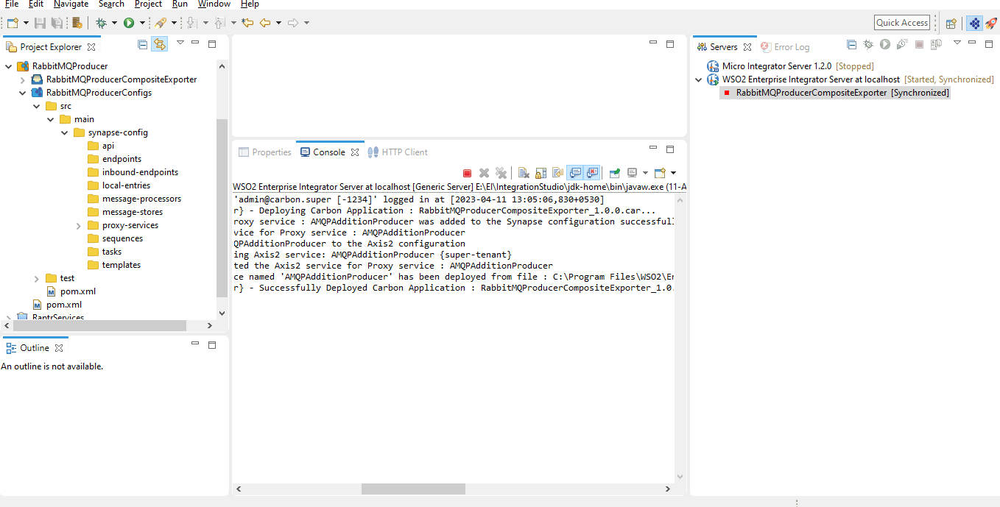 File Edit Navigate Search Project Run Window Help
Quick Access
Project Explorer
RabbitMQProducer
RabbitMQProducerCompositeExporter
RabbitMQProducerConfigs
src
main
synapse-config
api
endpoints
inbound-endpoints
local-entries
message-processors
message-stores
proxy-services
sequences
tasks
templates
test
pom.xml
pom.xml
RaptrServices
Outline
An outline is not available.
Properties Console HTTP Client
WSO2 Enterprise Integrator Server at localhost [Generic Server] E:\EI\IntegrationStudio\jdk-home\bin\javaw.exe (11-A
'admin@carbon.super [-1234]' logged in at [2023-04-11 13:05:06,830+0530]
r} - Deploying Carbon Application : RabbitMQProducerCompositeExporter_1.0.0.car...
roxy service : AMQPAdditionProducer was added to the Synapse configuration successfull
vice for Proxy service : AMQPAdditionProducer
QPAdditionProducer to the Axis2 configuration
ing Axis2 service: AMQPAdditionProducer {super-tenant}
ted the Axis2 service for Proxy service : AMQPAdditionProducer
ce named 'AMQPAdditionProducer' has been deployed from file : C:\Program Files\WSO2\En
r} - Successfully Deployed Carbon Application : RabbitMQProducerCompositeExporter_1.0.
Servers Error Log
Micro Integrator Server 1.2.0 [Stopped]
WSO2 Enterprise Integrator Server at localhost [Started, Synchronized]
RabbitMQProducerCompositeExporter [Synchronized]